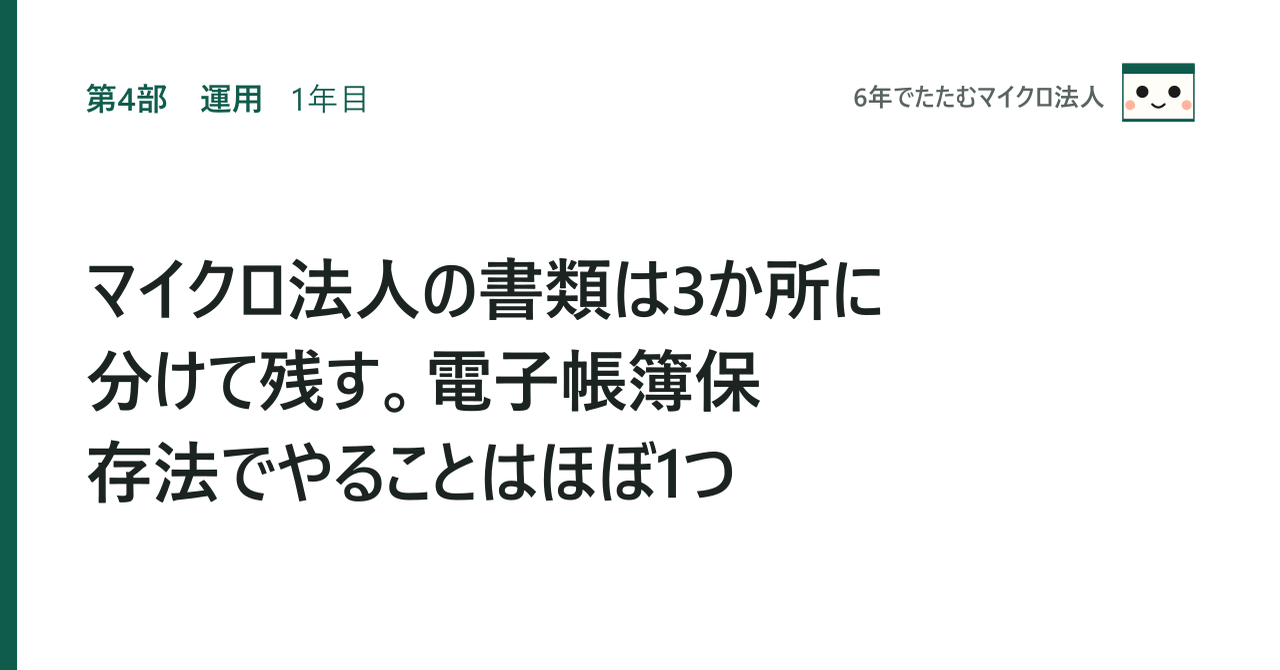 第4部　運用　1年目
6年でたたむマイクロ法人
マイクロ法人の書類は3か所に
分けて残す。電子帳簿保
存法でやることはほぼ1つ